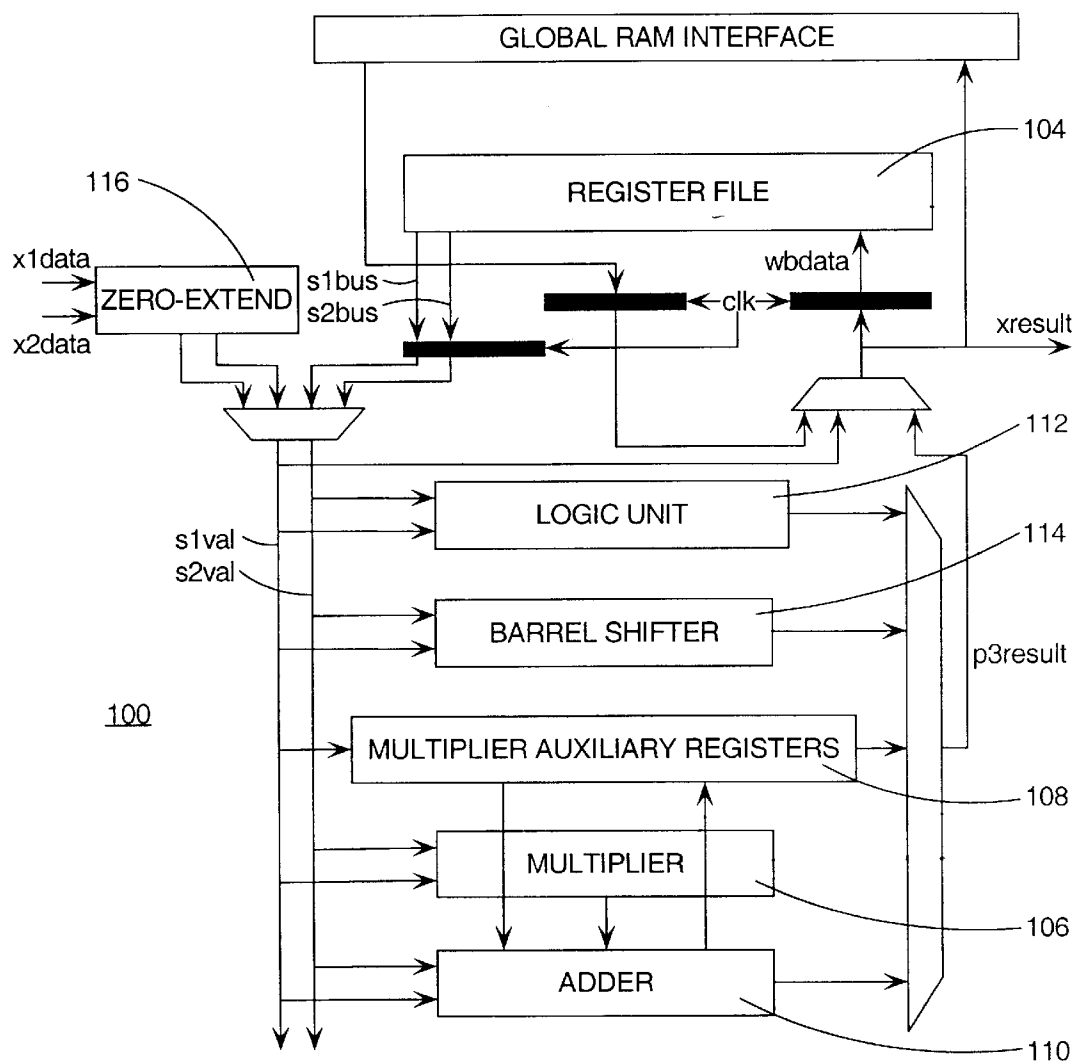 GLOBAL RAM INTERFACE
104
REGISTER FILE
116
x1data
ZERO-EXTEND
x2data
s1bus
s2bus
clk
wbdata
xresult
112
LOGIC UNIT
s1val
s2val
114
BARREL SHIFTER
p3result
100
MULTIPLIER AUXILIARY REGISTERS
108
MULTIPLIER
106
ADDER
110